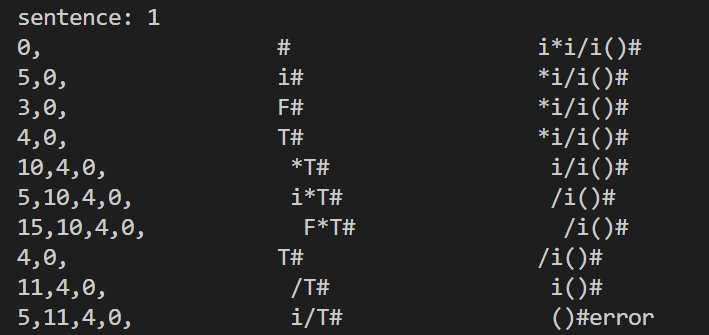 sentence: 1
0, # i*i/i()#
5,0, i# *i/i()#
3,0, F# *i/i()#
4,0, T# *i/i()#
10,4,0, *T# i/i()#
5,10,4,0, i*T# /i()#
15,10,4,0, F*T# /i()#
4,0, T# /i()#
11,4,0, /T# i()#
5,11,4,0, i/T# ()#error